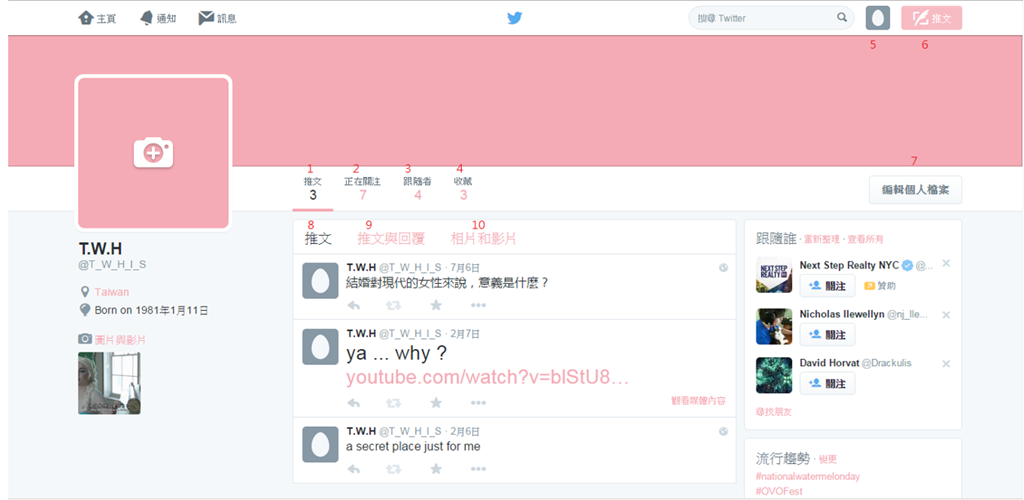 主頁 通知 訊息 搜尋 Twitter 推文
5 6
1 2 3 4 7
推文 正在關注 跟隨者 收藏
3 7 4 3
編輯個人檔案
8 9 10
推文 推文與回覆 相片和影片
T.W.H
@T_W_H_I_S
Taiwan
Born on 1981年1月11日
圖片與影片
T.W.H @T_W_H_I_S · 7月6日
結婚對現代的女性來說，意義是什麼？
T.W.H @T_W_H_I_S · 2月7日
ya ... why ?
youtube.com/watch?v=blStU8…
觀看媒體內容
T.W.H @T_W_H_I_S · 2月6日
a secret place just for me
跟隨誰 · 重新整理 · 查看所有
NEXT STEP REALTY
Next Step Realty NYC @...
關注 贊助
Nicholas Ilewellyn @nj_lle...
關注
David Horvat @Drackulis
關注
尋找朋友
流行趨勢 · 變更
#nationalwatermelonday
#OVOFest